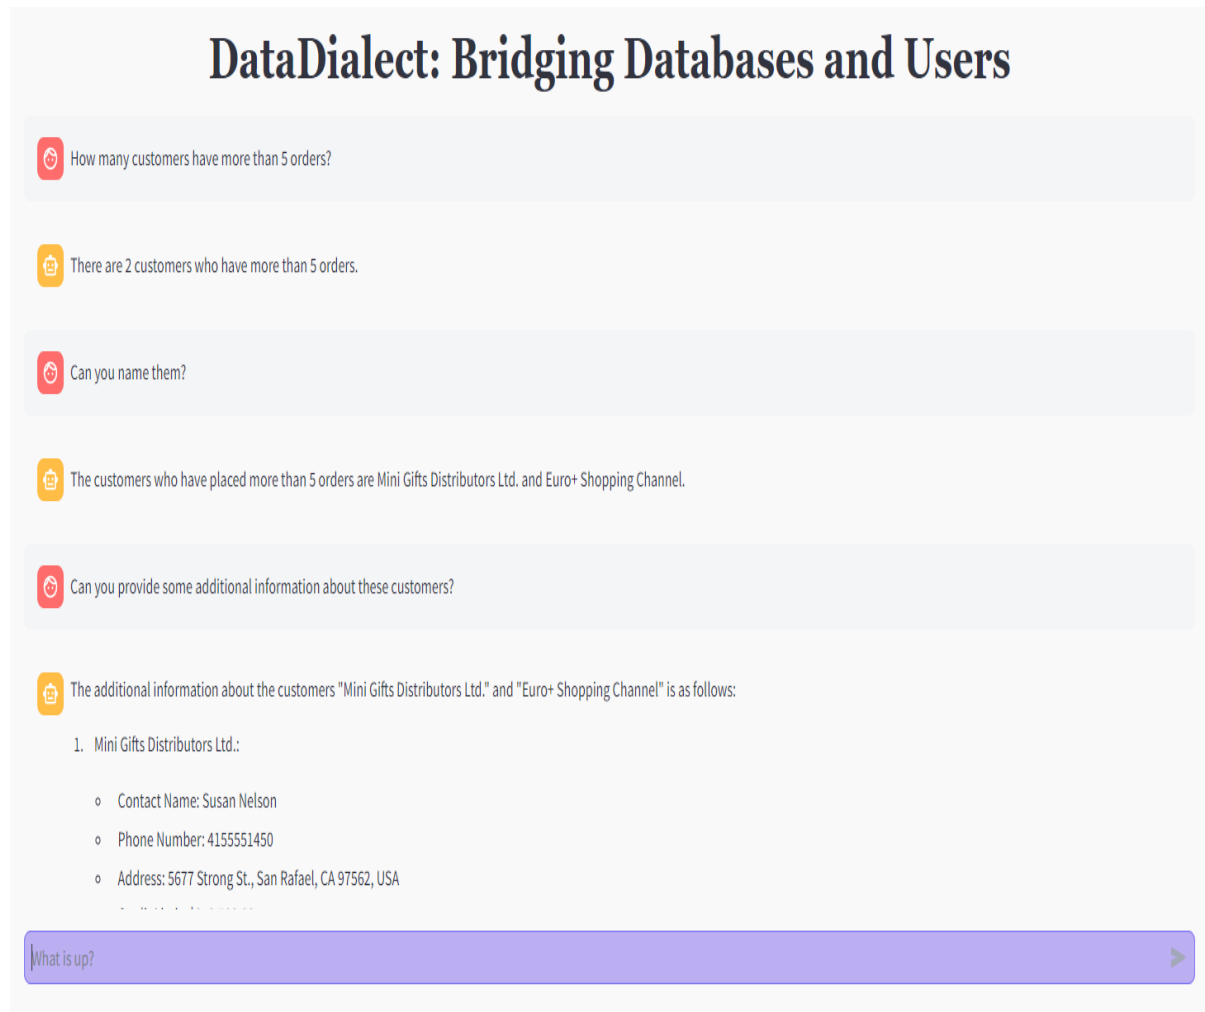 DataDialect: Bridging Databases and Users
How many customers have more than 5 orders?
There are 2 customers who have more than 5 orders.
Can you name them?
The customers who have placed more than 5 orders are Mini Gifts Distributors Ltd. and Euro+ Shopping Channel.
Can you provide some additional information about these customers?
The additional information about the customers "Mini Gifts Distributors Ltd." and "Euro+ Shopping Channel" is as follows:
1. Mini Gifts Distributors Ltd.:
Contact Name: Susan Nelson
Phone Number: 4155551450
Address: 5677 Strong St., San Rafael, CA 97562, USA
What is up?